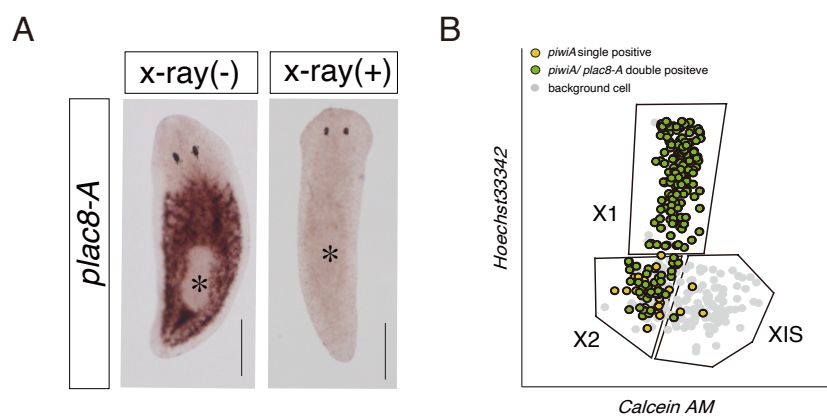 A
x-ray(-)
x-ray(+)
plac8-A
*
*
B
piwiA single positive
piwiA/ plac8-A double positeve
background cell
Hoechst33342
X1
X2
XIS
Calcein AM